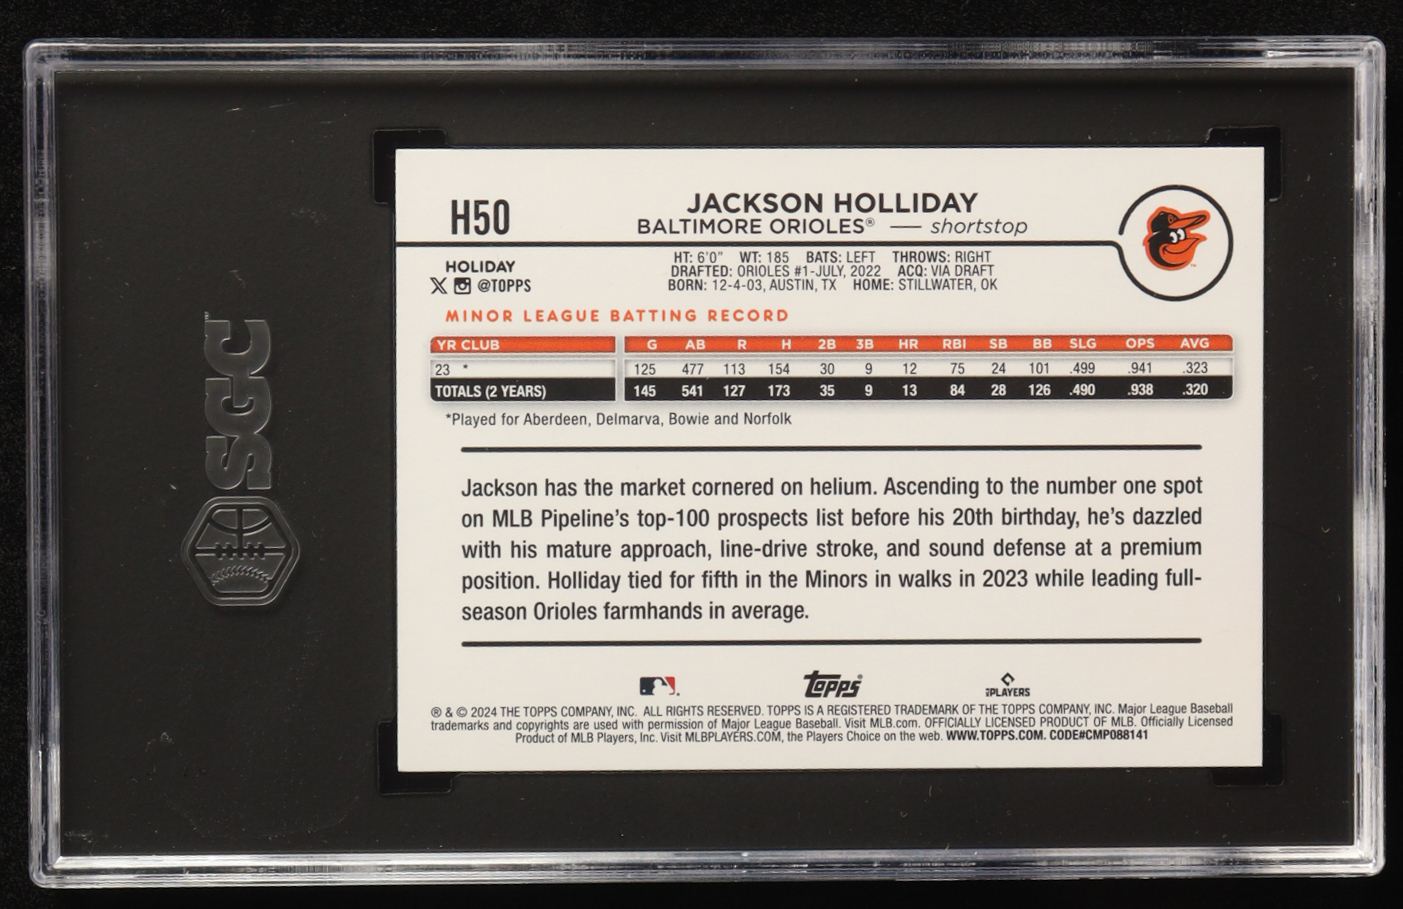 SGC
H50
JACKSON HOLLIDAY
BALTIMORE ORIOLES® — shortstop
HOLIDAY
@TOPPS
HT: 6'0" WT: 185 BATS: LEFT THROWS: RIGHT
DRAFTED: ORIOLES #1-JULY, 2022 ACQ: VIA DRAFT
BORN: 12-4-03, AUSTIN, TX HOME: STILLWATER, OK
MINOR LEAGUE BATTING RECORD
YR CLUB G AB R H 2B 3B HR RBI SB BB SLG OPS AVG
23 * 125 477 113 154 30 9 12 75 24 101 .499 .941 .323
TOTALS (2 YEARS) 145 541 127 173 35 9 13 84 28 126 .490 .938 .320
*Played for Aberdeen, Delmarva, Bowie and Norfolk
Jackson has the market cornered on helium. Ascending to the number one spot
on MLB Pipeline's top-100 prospects list before his 20th birthday, he's dazzled
with his mature approach, line-drive stroke, and sound defense at a premium
position. Holliday tied for fifth in the Minors in walks in 2023 while leading full-
season Orioles farmhands in average.
Topps®
MLBPLAYERS
® & © 2024 THE TOPPS COMPANY, INC. ALL RIGHTS RESERVED. TOPPS IS A REGISTERED TRADEMARK OF THE TOPPS COMPANY, INC. Major League Baseball
trademarks and copyrights are used with permission of Major League Baseball. Visit MLB.com. OFFICIALLY LICENSED PRODUCT OF MLB. Officially Licensed
Product of MLB Players, Inc. Visit MLBPLAYERS.COM, the Players Choice on the web. WWW.TOPPS.COM. CODE#CMP088141